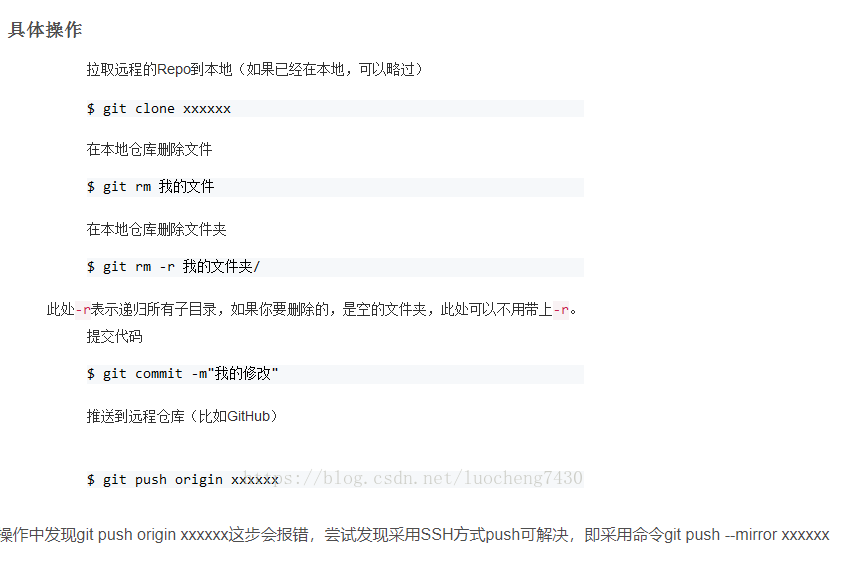 具体操作
拉取远程的Repo到本地（如果已经在本地，可以略过）
$ git clone xxxxxx
在本地仓库删除文件
$ git rm 我的文件
在本地仓库删除文件夹
$ git rm -r 我的文件夹/
此处-r表示递归所有子目录，如果你要删除的，是空的文件夹，此处可以不用带上-r。
提交代码
$ git commit -m"我的修改"
推送到远程仓库（比如GitHub）
$ git push origin xxxxxx
https://blog.csdn.net/luocheng7430
操作中发现git push origin xxxxxx这步会报错，尝试发现采用SSH方式push可解决，即采用命令git push --mirror xxxxxx